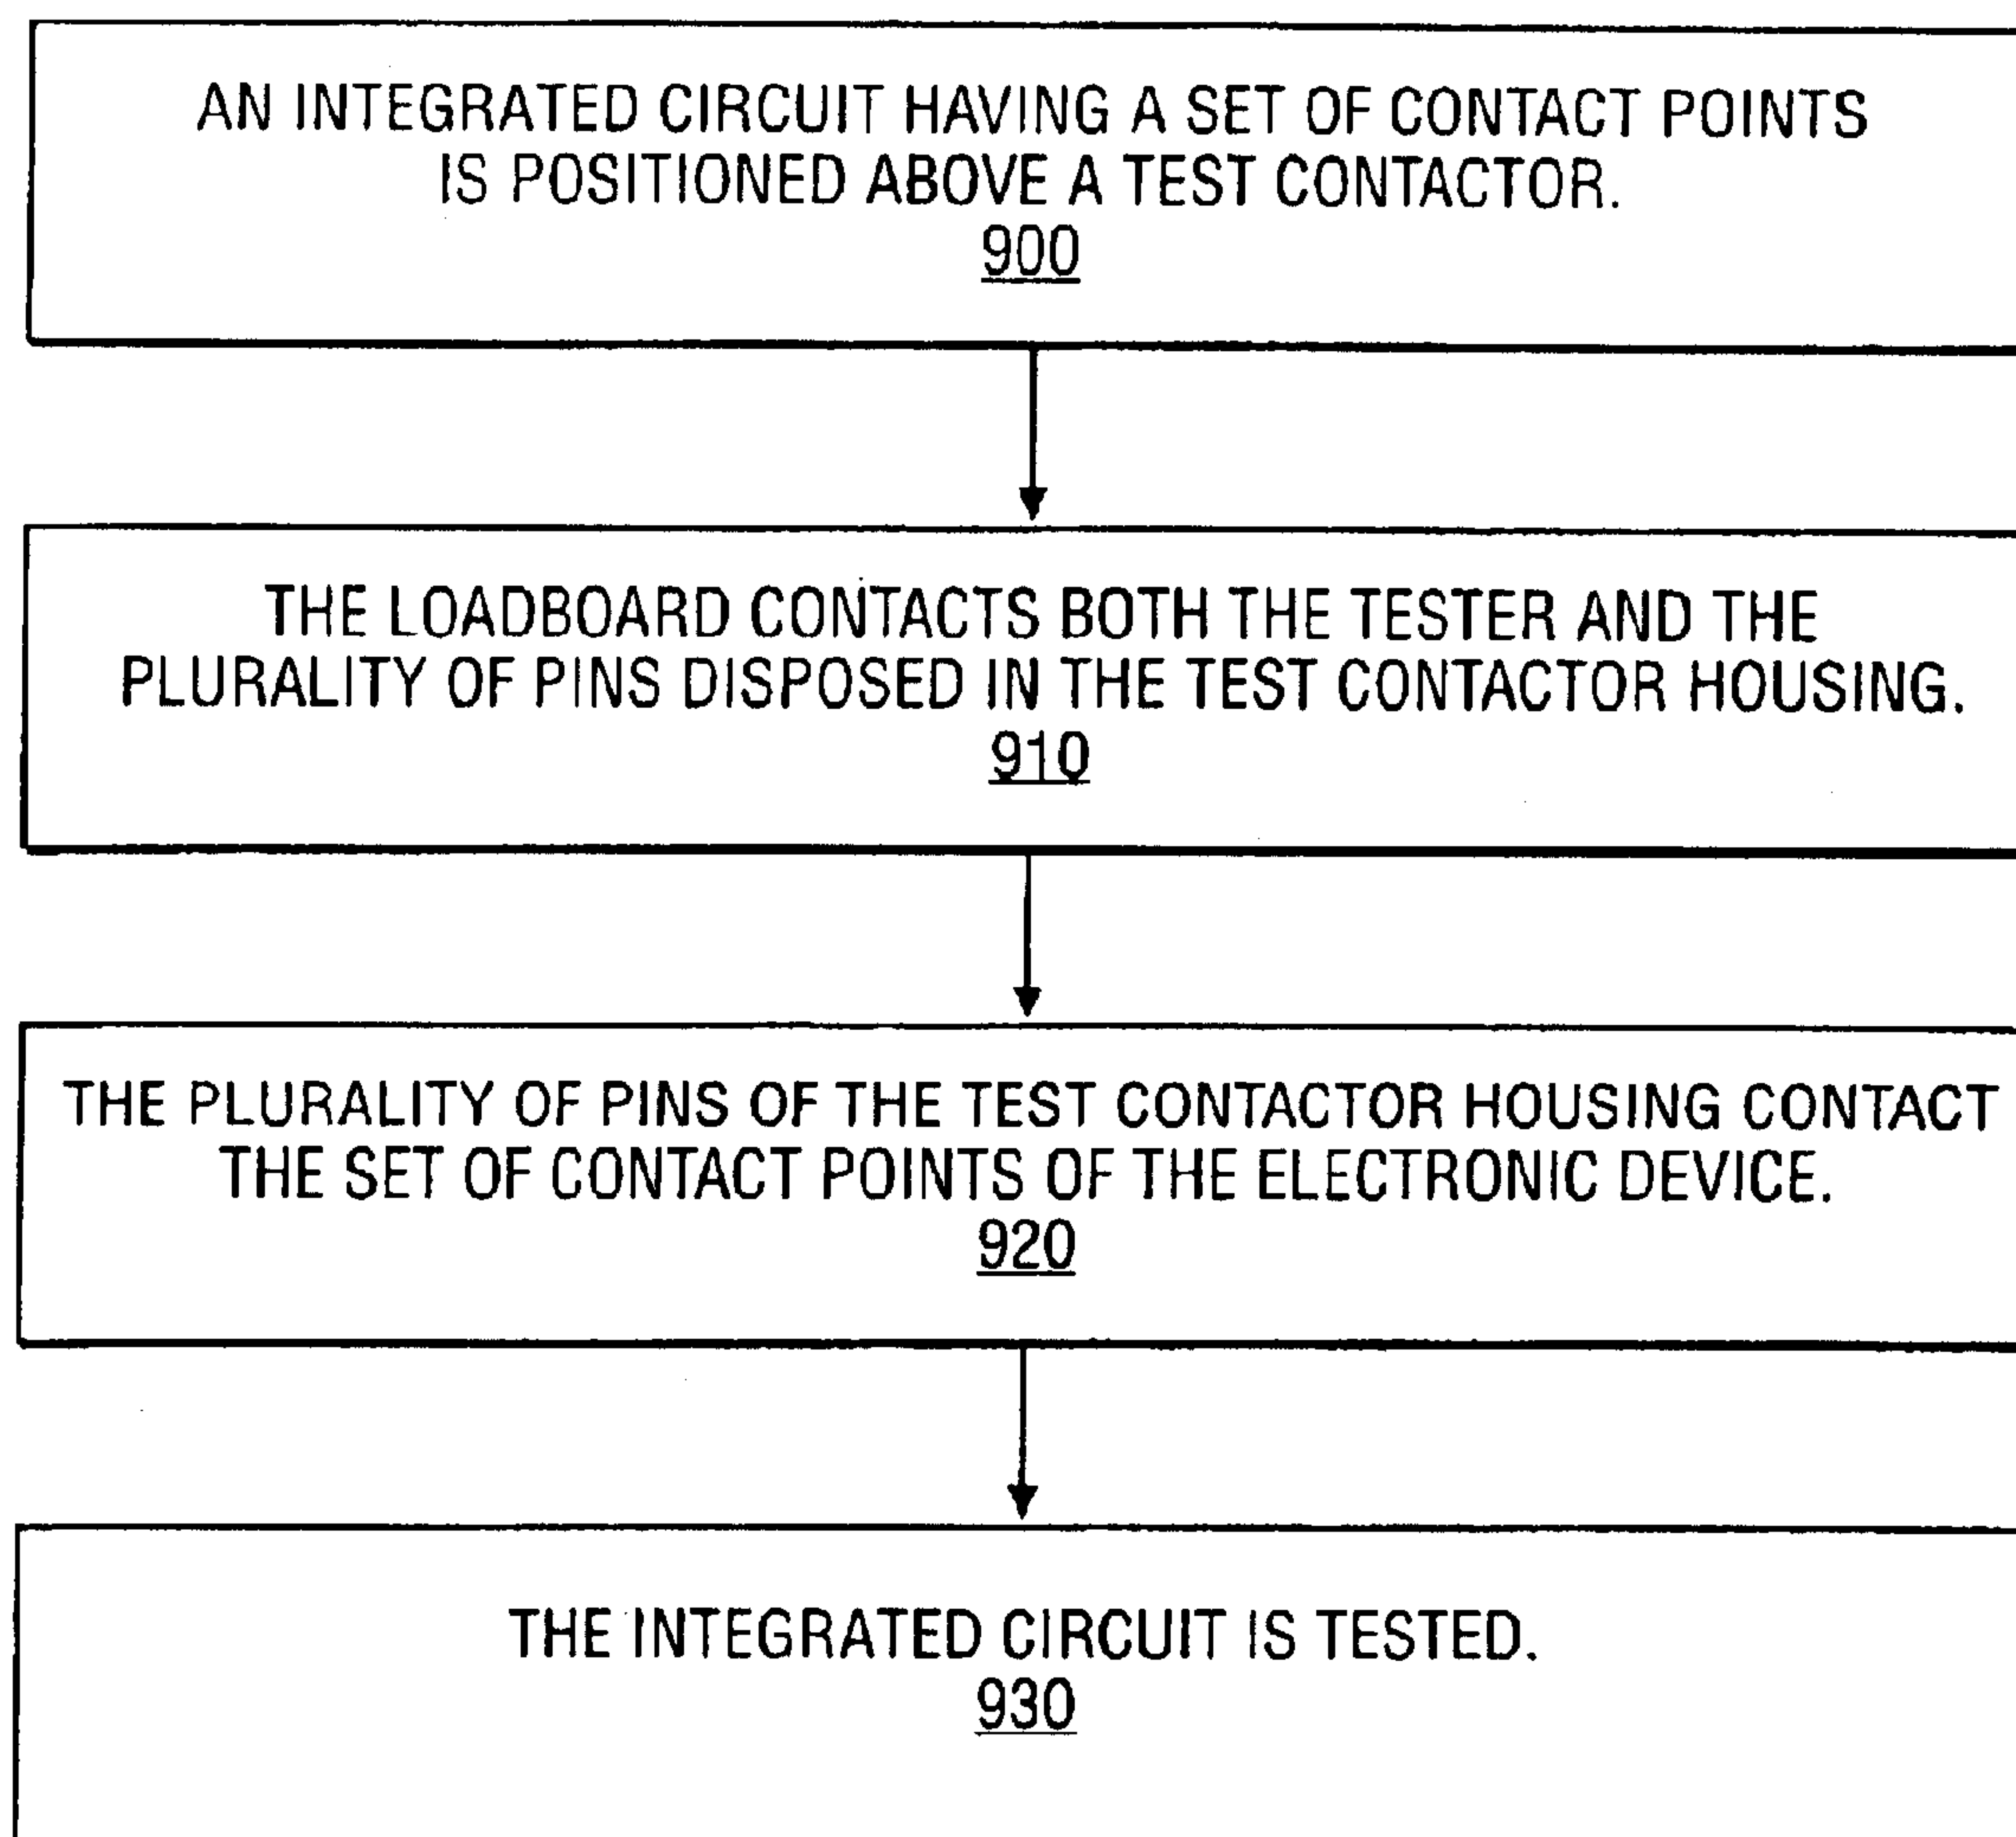 AN INTEGRATED CIRCUIT HAVING A SET OF CONTACT POINTS
IS POSITIONED ABOVE A TEST CONTACTOR.
900
THE LOADBOARD CONTACTS BOTH THE TESTER AND THE
PLURALITY OF PINS DISPOSED IN THE TEST CONTACTOR HOUSING.
910
THE PLURALITY OF PINS OF THE TEST CONTACTOR HOUSING CONTACT
THE SET OF CONTACT POINTS OF THE ELECTRONIC DEVICE.
920
THE INTEGRATED CIRCUIT IS TESTED.
930